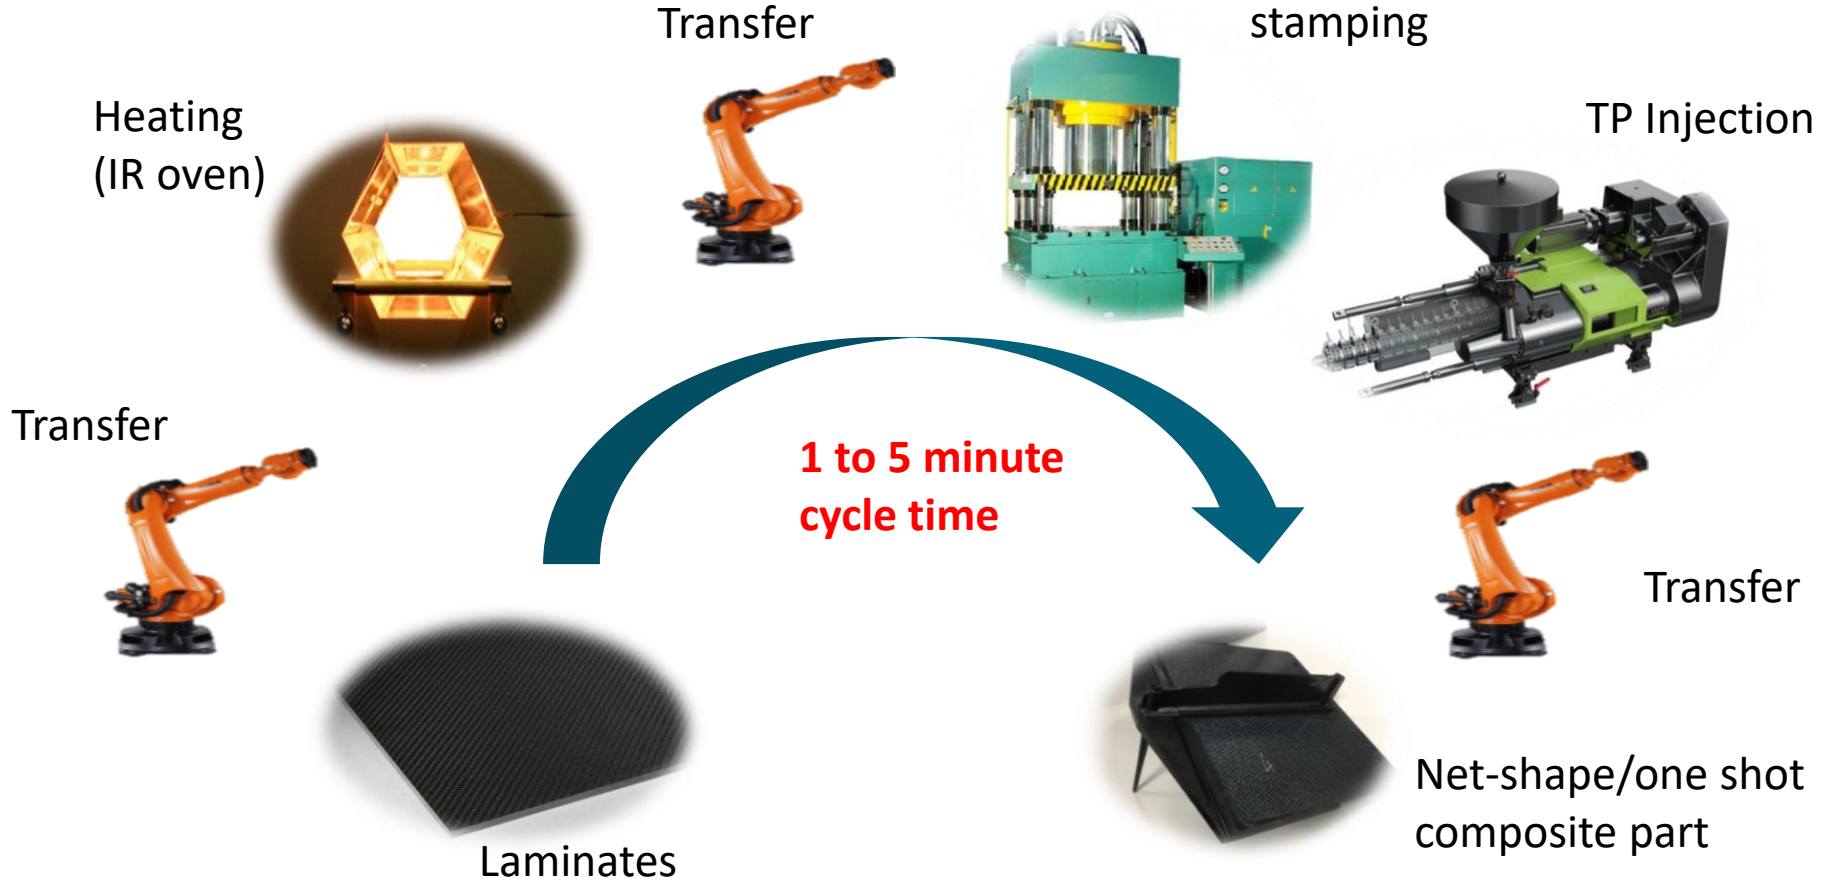 Transfer
stamping
Heating
(IR oven)
TP Injection
Transfer
1 to 5 minute
cycle time
Transfer
Net-shape/one shot
composite part
Laminates